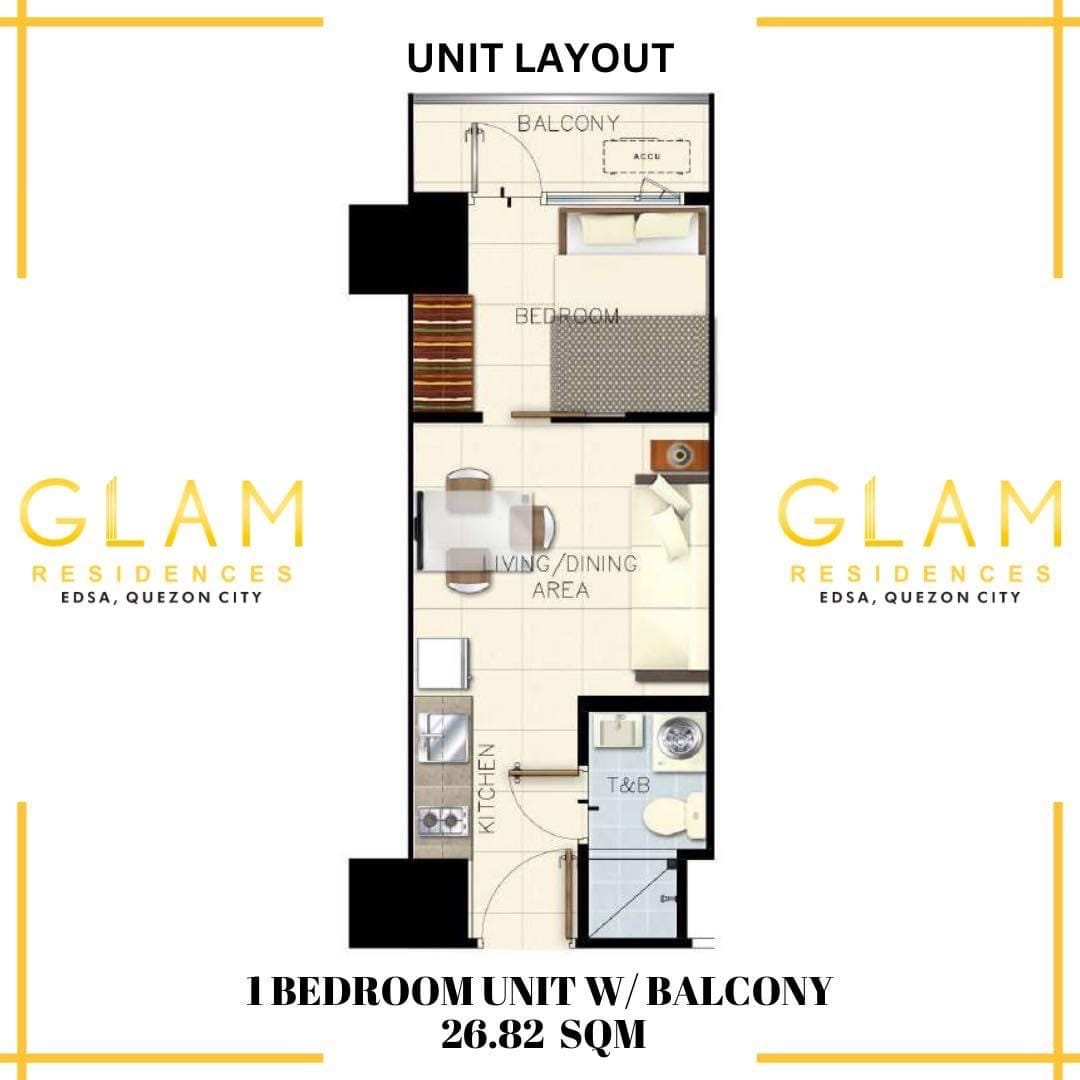 UNIT LAYOUT
BALCONY
ACCU
BEDROOM
GLAM
RESIDENCES
EDSA, QUEZON CITY
GLAM
RESIDENCES
EDSA, QUEZON CITY
LIVING/DINING
AREA
KITCHEN
T&B
1 BEDROOM UNIT W/ BALCONY
26.82 SQM